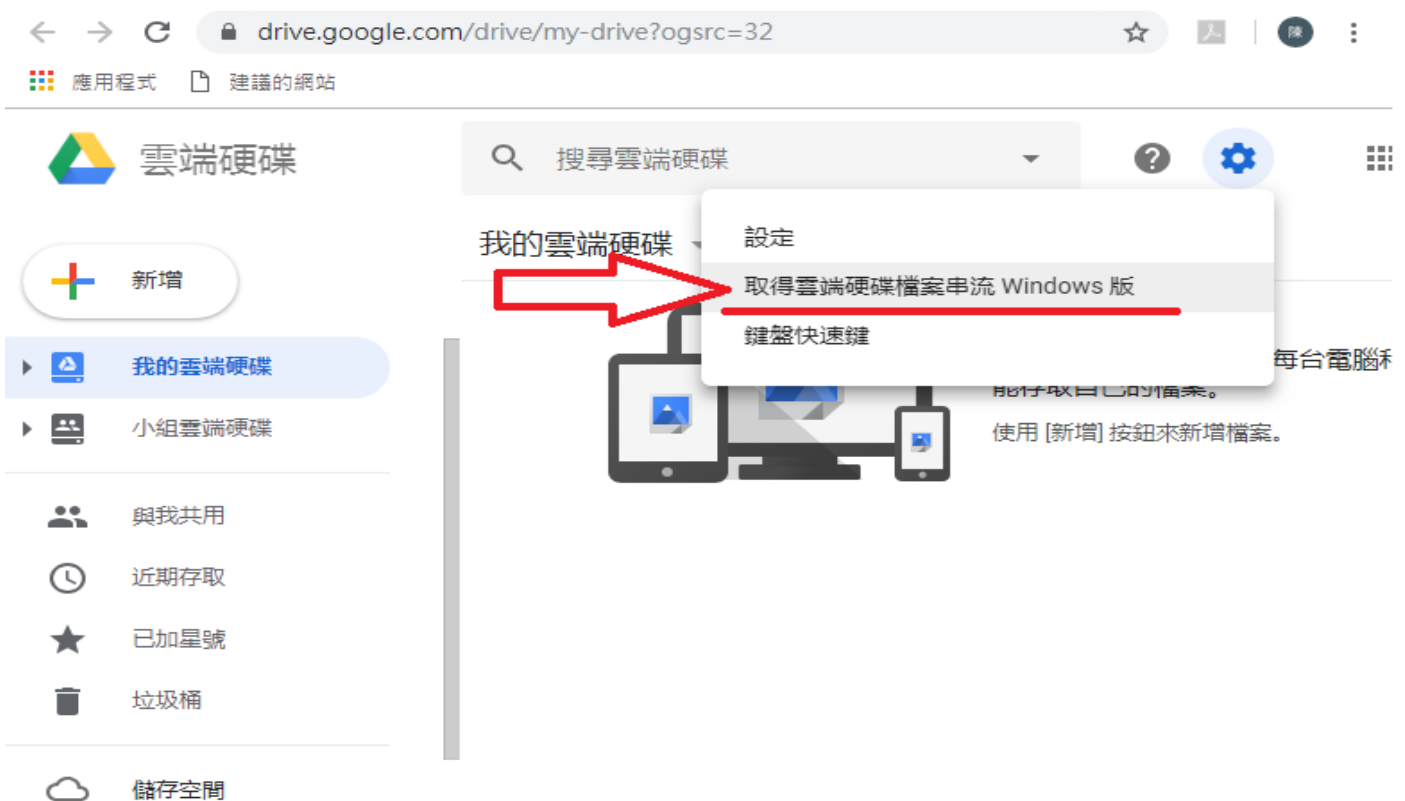 drive.google.com/drive/my-drive?ogsrc=32
陳
應用程式
建議的網站
雲端硬碟
搜尋雲端硬碟
我的雲端硬碟
設定
取得雲端硬碟檔案串流 Windows 版
鍵盤快速鍵
新增
我的雲端硬碟
每台電腦
能存取自己的檔案。
小組雲端硬碟
使用 [新增] 按鈕來新增檔案。
與我共用
近期存取
已加星號
垃圾桶
儲存空間